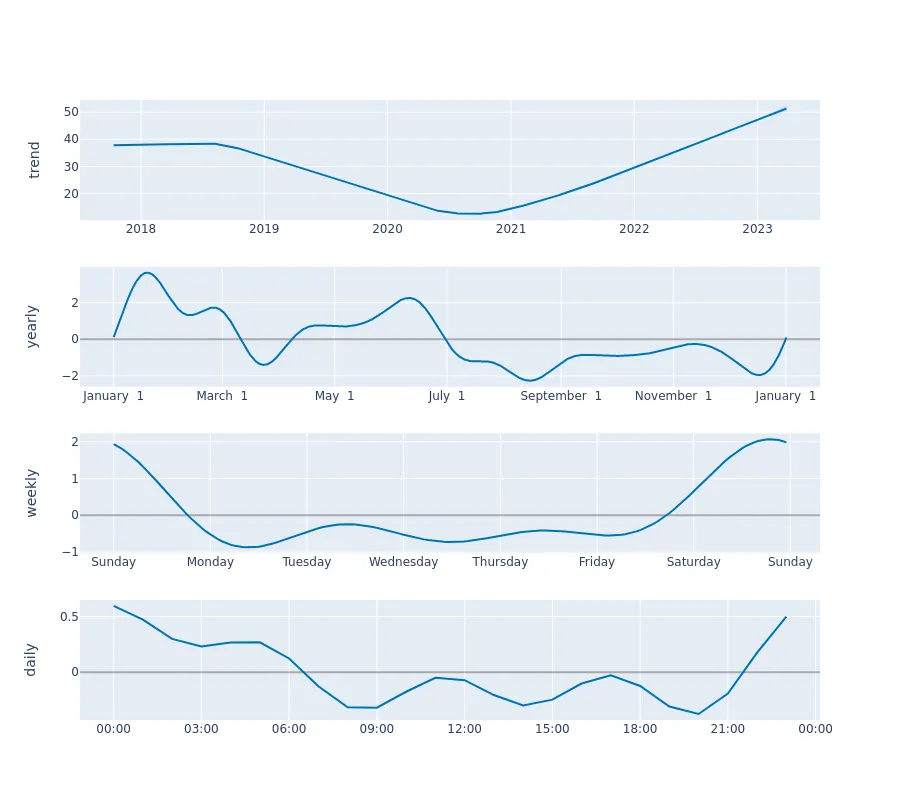 trend
50
40
30
20
2018 2019 2020 2021 2022 2023
yearly
2
0
−2
January 1 March 1 May 1 July 1 September 1 November 1 January 1
weekly
2
1
0
−1
Sunday Monday Tuesday Wednesday Thursday Friday Saturday Sunday
daily
0.5
0
00:00 03:00 06:00 09:00 12:00 15:00 18:00 21:00 00:00